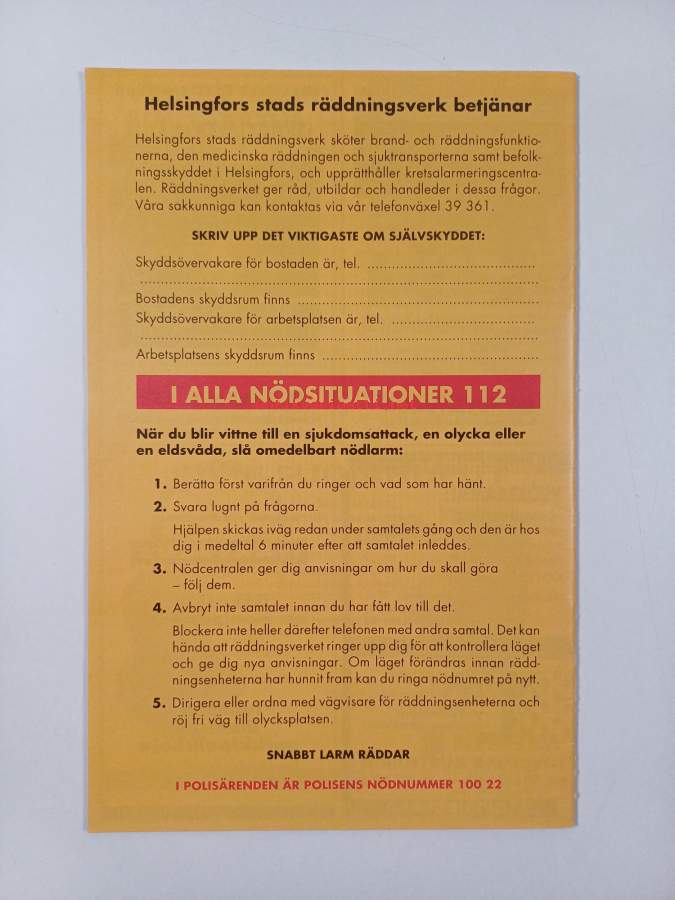 Helsingfors stads räddningsverk betjänar
Helsingfors stads räddningsverk sköter brand- och räddningsfunktio-
nerna, den medicinska räddningen och sjuktransporterna samt befolk-
ningsskyddet i Helsingfors, och upprätthåller kretsalarmeringscentra-
len. Räddningsverket ger råd, utbildar och handleder i dessa frågor.
Våra sakkunniga kan kontaktas via vår telefonväxel 39 361.
SKRIV UPP DET VIKTIGASTE OM SJÄLVSKYDDET:
Skyddsövervakare för bostaden är, tel. ........................................
................................................................................................
Bostadens skyddsrum finns ..........................................................
Skyddsövervakare för arbetsplatsen är, tel. ..................................
................................................................................................
Arbetsplatsens skyddsrum finns ....................................................
I ALLA NÖDSITUATIONER 112
När du blir vittne till en sjukdomsattack, en olycka eller
en eldsvåda, slå omedelbart nödlarm:
1. Berätta först varifrån du ringer och vad som har hänt.
2. Svara lugnt på frågorna.
Hjälpen skickas iväg redan under samtalets gång och den är hos
dig i medeltal 6 minuter efter att samtalet inleddes.
3. Nödcentralen ger dig anvisningar om hur du skall göra
– följ dem.
4. Avbryt inte samtalet innan du har fått lov till det.
Blockera inte heller därefter telefonen med andra samtal. Det kan
hända att räddningsverket ringer upp dig för att kontrollera läget
och ge dig nya anvisningar. Om läget förändras innan rädd-
ningsenheterna har hunnit fram kan du ringa nödnumret på nytt.
5. Dirigera eller ordna med vägvisare för räddningsenheterna och
röj fri väg till olycksplatsen.
SNABBT LARM RÄDDAR
I POLISÄRENDEN ÄR POLISENS NÖDNUMMER 100 22